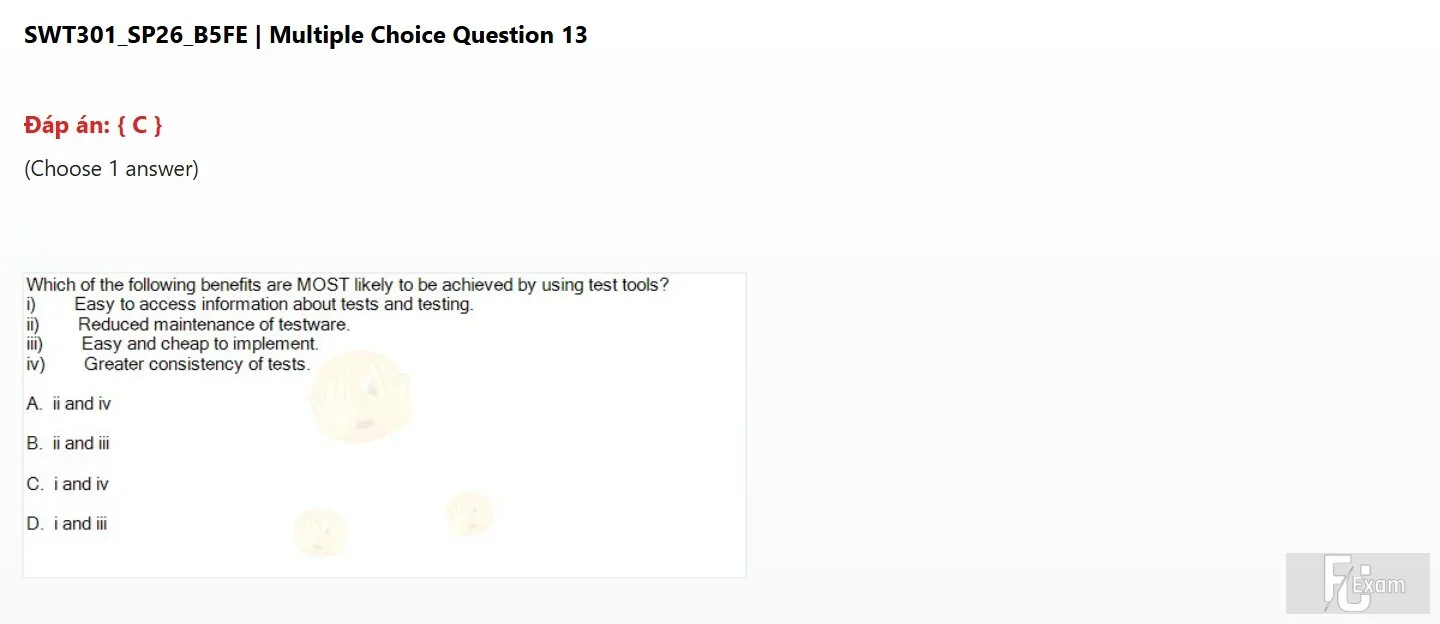 SWT301_SP26_B5FE | Multiple Choice Question 13
Đáp án: { C }
(Choose 1 answer)
Which of the following benefits are MOST likely to be achieved by using test tools?
i) Easy to access information about tests and testing.
ii) Reduced maintenance of testware.
iii) Easy and cheap to implement.
iv) Greater consistency of tests.
A. ii and iv
B. ii and iii
C. i and iv
D. i and iii
FU Exam